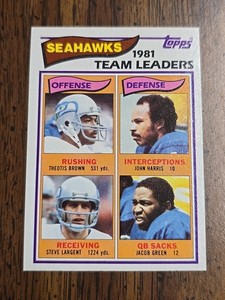 SEAHAWKS
1981
topps
TEAM LEADERS
OFFENSE
DEFENSE
RUSHING
THEOTIS BROWN 531 yds.
INTERCEPTIONS
JOHN HARRIS 10
RECEIVING
STEVE LARGENT 1224 yds.
QB SACKS
JACOB GREEN 12